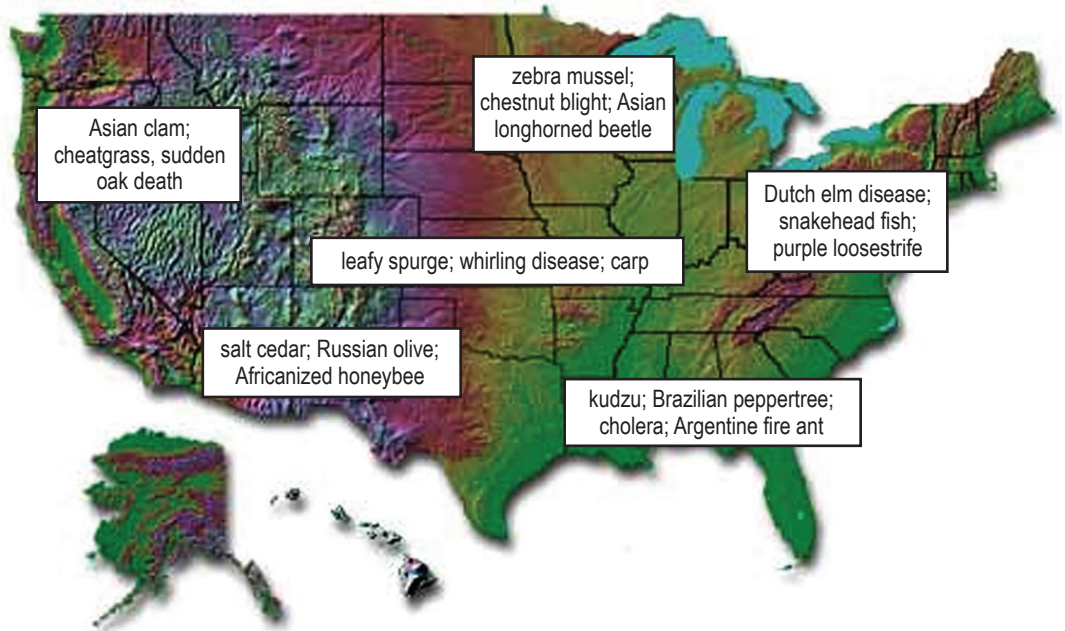 zebra mussel;
chestnut blight; Asian
longhorned beetle
Asian clam;
cheatgrass, sudden
oak death
Dutch elm disease;
snakehead fish;
purple loosestrife
leafy spurge; whirling disease; carp
salt cedar; Russian olive;
Africanized honeybee
kudzu; Brazilian peppertree;
cholera; Argentine fire ant